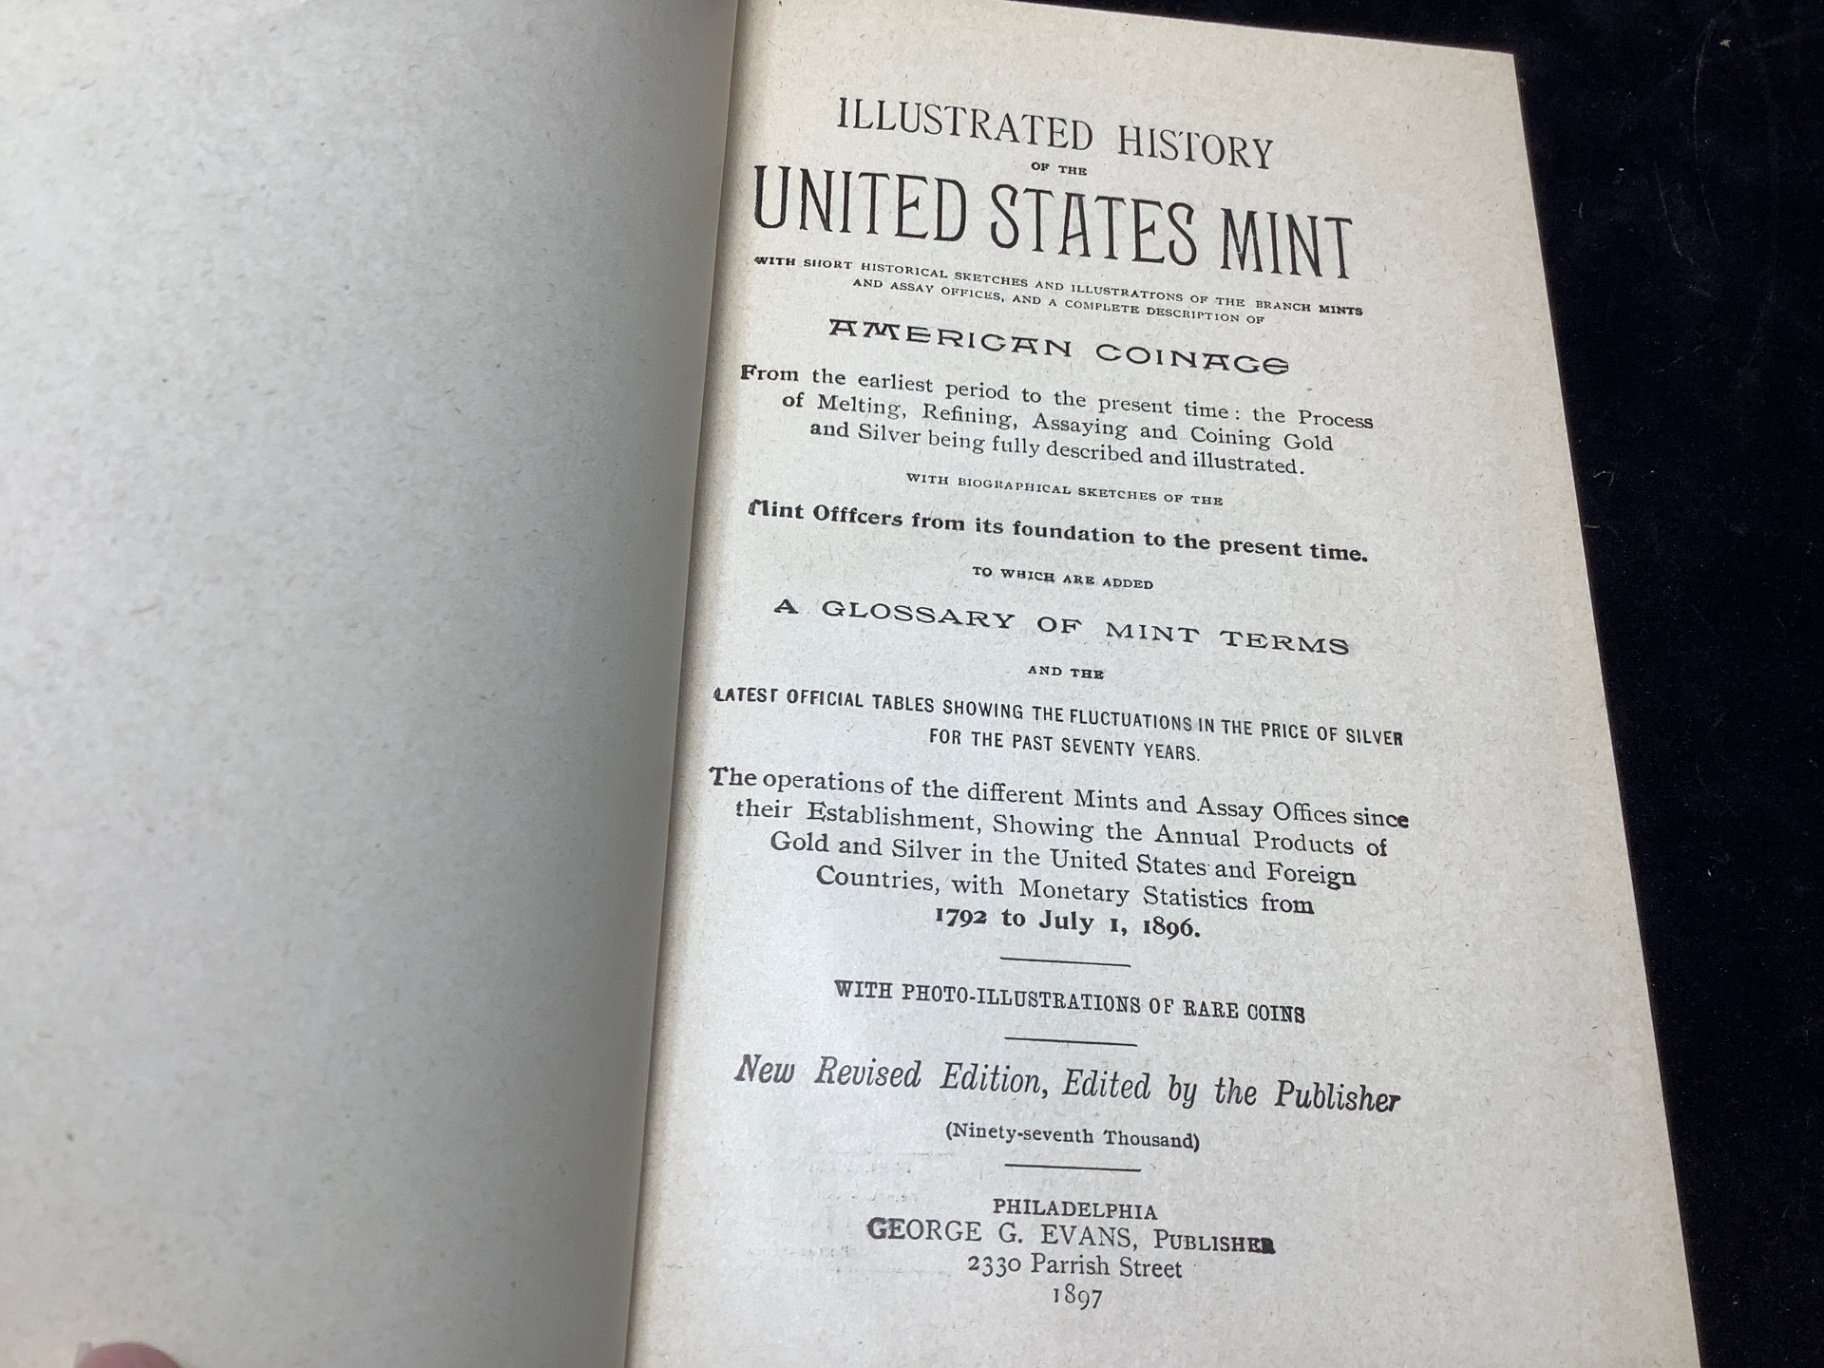 ILLUSTRATED HISTORY
OF THE
UNITED STATES MINT
WITH SHORT HISTORICAL SKETCHES AND ILLUSTRATIONS OF THE BRANCH MINTS
AND ASSAY OFFICES, AND A COMPLETE DESCRIPTION OF
AMERICAN COINAGE
From the earliest period to the present time: the Process
of Melting, Refining, Assaying and Coining Gold
and Silver being fully described and illustrated.
WITH BIOGRAPHICAL SKETCHES OF THE
Mint Offfcers from its foundation to the present time.
TO WHICH ARE ADDED
A GLOSSARY OF MINT TERMS
AND THE
LATEST OFFICIAL TABLES SHOWING THE FLUCTUATIONS IN THE PRICE OF SILVER
FOR THE PAST SEVENTY YEARS.
The operations of the different Mints and Assay Offices since
their Establishment, Showing the Annual Products of
Gold and Silver in the United States and Foreign
Countries, with Monetary Statistics from
1792 to July 1, 1896.
WITH PHOTO-ILLUSTRATIONS OF RARE COINS
New Revised Edition, Edited by the Publisher
(Ninety-seventh Thousand)
PHILADELPHIA
GEORGE G. EVANS, PUBLISHER
2330 Parrish Street
1897